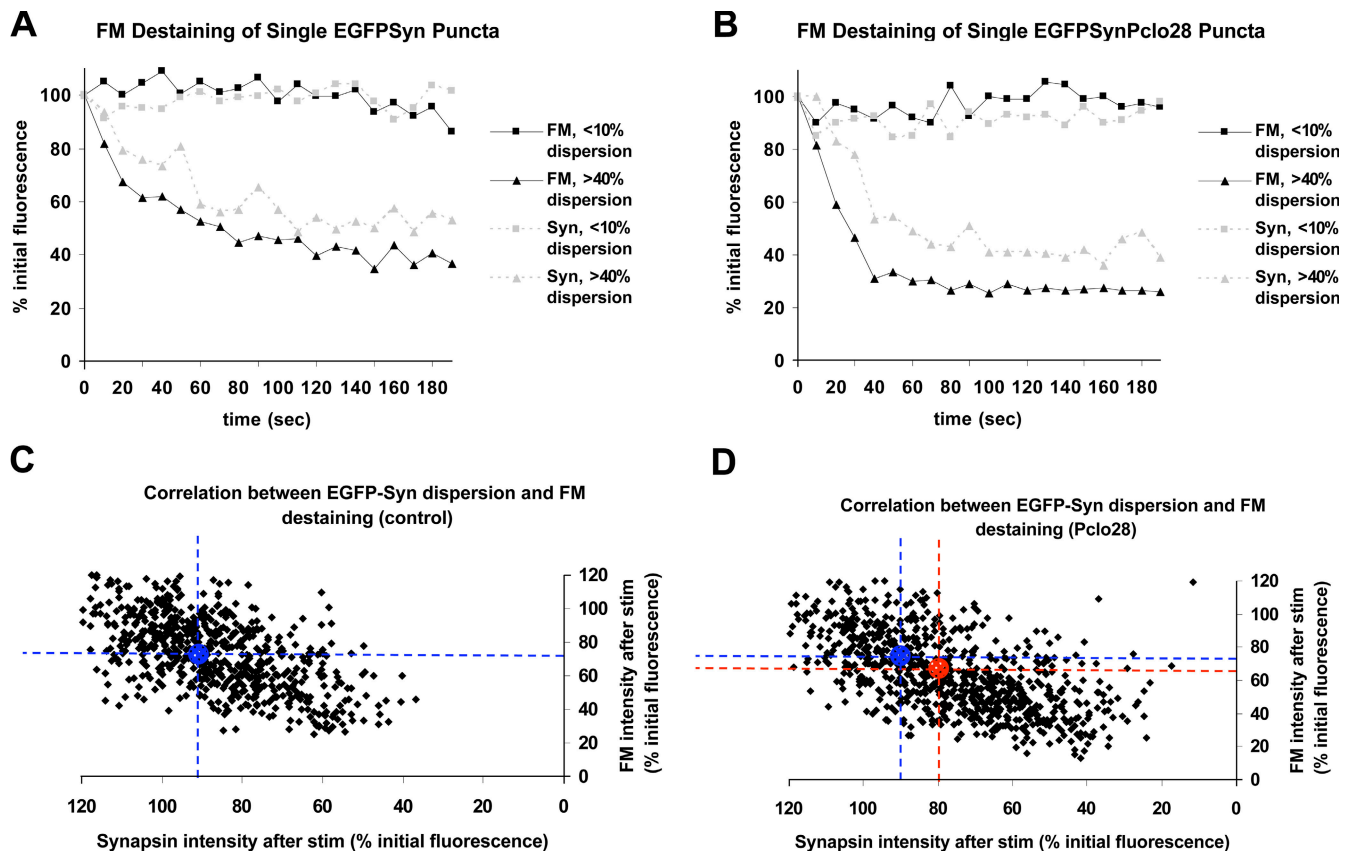 A
FM Destaining of Single EGFPSyn Puncta
% initial fluorescence
100
80
60
40
20
0
0 20 40 60 80 100 120 140 160 180
time (sec)
FM, <10%
dispersion
FM, >40%
dispersion
Syn, <10%
dispersion
Syn, >40%
dispersion
B
FM Destaining of Single EGFPSynPclo28 Puncta
% initial fluorescence
100
80
60
40
20
0
0 20 40 60 80 100 120 140 160 180
time (sec)
FM, <10%
dispersion
FM, >40%
dispersion
Syn, <10%
dispersion
Syn, >40%
dispersion
C
Correlation between EGFP-Syn dispersion and FM
destaining (control)
120
100
80
60
40
20
0
FM intensity after stim
(% initial fluorescence)
120 100 80 60 40 20 0
Synapsin intensity after stim (% initial fluorescence)
D
Correlation between EGFP-Syn dispersion and FM
destaining (Pclo28)
120
100
80
60
40
20
0
FM intensity after stim
(% initial fluorescence)
120 100 80 60 40 20 0
Synapsin intensity after stim (% initial fluorescence)